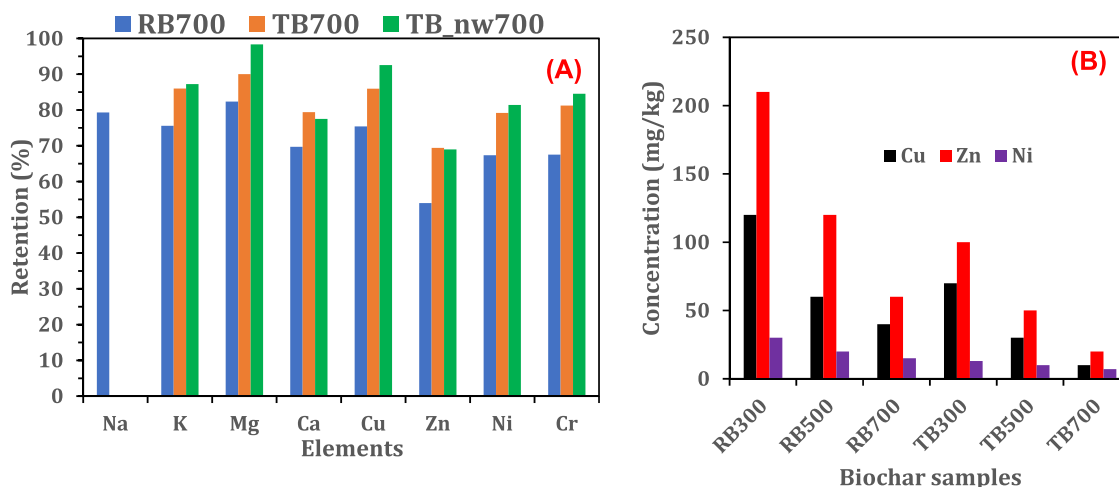 RB700 TB700 TB_nw700
(A)
Retention (%)
100
90
80
70
60
50
40
30
20
10
0
Na K Mg Ca Cu Zn Ni Cr
Elements
(B)
Concentration (mg/kg)
250
200
150
100
50
0
Cu Zn Ni
RB300 RB500 RB700 TB300 TB500 TB700
Biochar samples